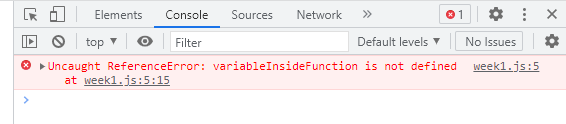 Elements Console Sources Network » 1
top ▼ Filter Default levels ▼ No Issues
▶Uncaught ReferenceError: variableInsideFunction is not defined week1.js:5
at week1.js:5:15
>